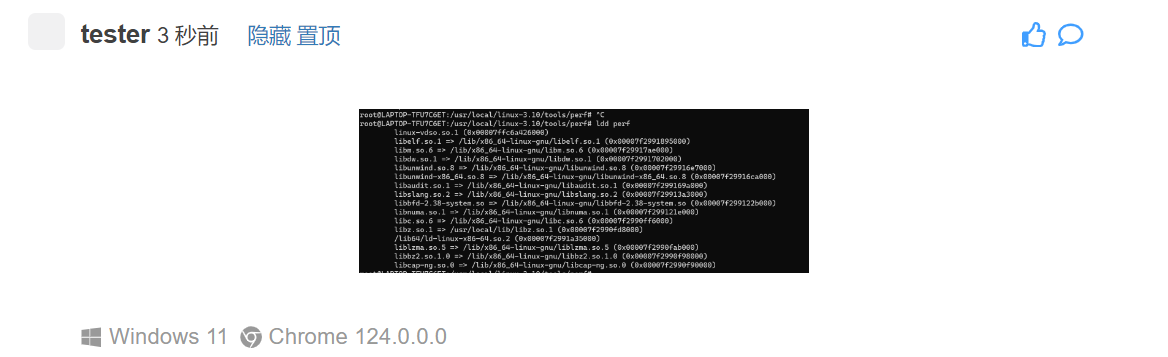 tester 3 秒前 隐藏 置顶
root@LAPTOP-TFU7C6ET:/usr/local/linux-3.10/tools/perf# ^C
root@LAPTOP-TFU7C6ET:/usr/local/linux-3.10/tools/perf# ldd perf
linux-vdso.so.1 (0x00007ffc6a426000)
libelf.so.1 => /lib/x86_64-linux-gnu/libelf.so.1 (0x00007f2991895000)
libm.so.6 => /lib/x86_64-linux-gnu/libm.so.6 (0x00007f29917ae000)
libdw.so.1 => /lib/x86_64-linux-gnu/libdw.so.1 (0x00007f2991702000)
libunwind.so.8 => /lib/x86_64-linux-gnu/libunwind.so.8 (0x00007f29916e7000)
libunwind-x86_64.so.8 => /lib/x86_64-linux-gnu/libunwind-x86_64.so.8 (0x00007f29916ca000)
libaudit.so.1 => /lib/x86_64-linux-gnu/libaudit.so.1 (0x00007f299169a000)
libslang.so.2 => /lib/x86_64-linux-gnu/libslang.so.2 (0x00007f29913a3000)
libbfd-2.38-system.so => /lib/x86_64-linux-gnu/libbfd-2.38-system.so (0x00007f299122b000)
libnuma.so.1 => /lib/x86_64-linux-gnu/libnuma.so.1 (0x00007f299121e000)
libc.so.6 => /lib/x86_64-linux-gnu/libc.so.6 (0x00007f2990ff6000)
libz.so.1 => /usr/local/lib/libz.so.1 (0x00007f2990fd8000)
/lib64/ld-linux-x86-64.so.2 (0x00007f2991a35000)
liblzma.so.5 => /lib/x86_64-linux-gnu/liblzma.so.5 (0x00007f2990fab000)
libbz2.so.1.0 => /lib/x86_64-linux-gnu/libbz2.so.1.0 (0x00007f2990f98000)
libcap-ng.so.0 => /lib/x86_64-linux-gnu/libcap-ng.so.0 (0x00007f2990f90000)
Windows 11 Chrome 124.0.0.0